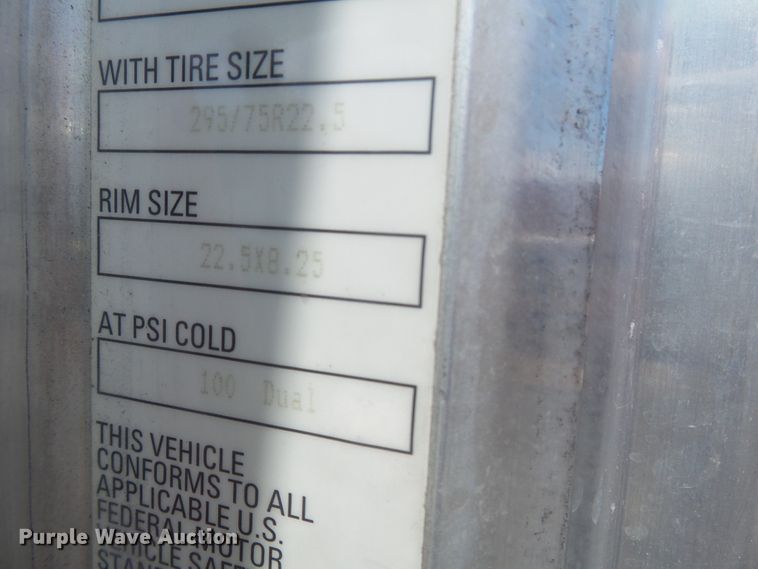 WITH TIRE SIZE
295/75R22.5
RIM SIZE
22.5X8.25
AT PSI COLD
100 Dual
THIS VEHICLE
CONFORMS TO ALL
APPLICABLE U.S.
FEDERAL MOTOR
VEHICLE
Purple Wave Auction